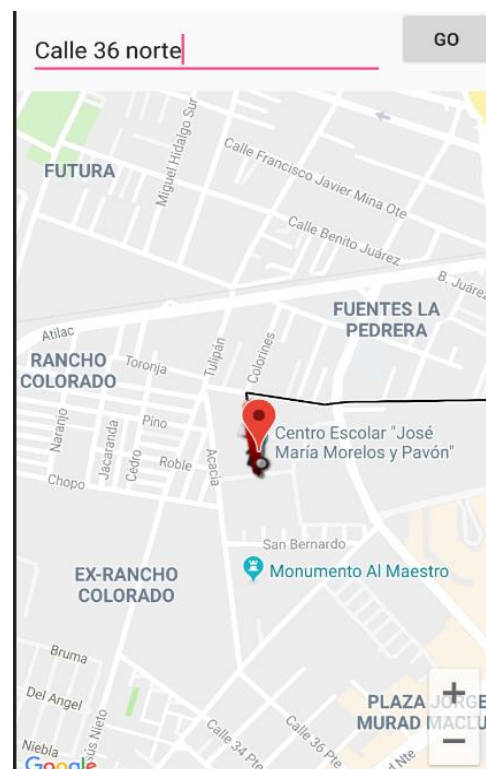 Calle 36 norte
GO
Miguel Hidalgo Sur
FUTURA
Calle Francisco Javier Mina Ote
Calle Benito Juárez
B. Juárez
FUENTES LA
PEDRERA
Atilac
Tulipán
Colorines
RANCHO
COLORADO
Toronja
Naranjo
Jacaranda
Cedro
Pino
Roble
Acacia
Chopo
Centro Escolar "José
María Morelos y Pavón"
San Bernardo
Monumento Al Maestro
EX-RANCHO
COLORADO
Bruma
Del Angel
PLAZA JORGE
MURAD MACLU
+
−
Niebla
ús Nieto
Calle 34 Pte
Calle 36 Pte
Nte
Google